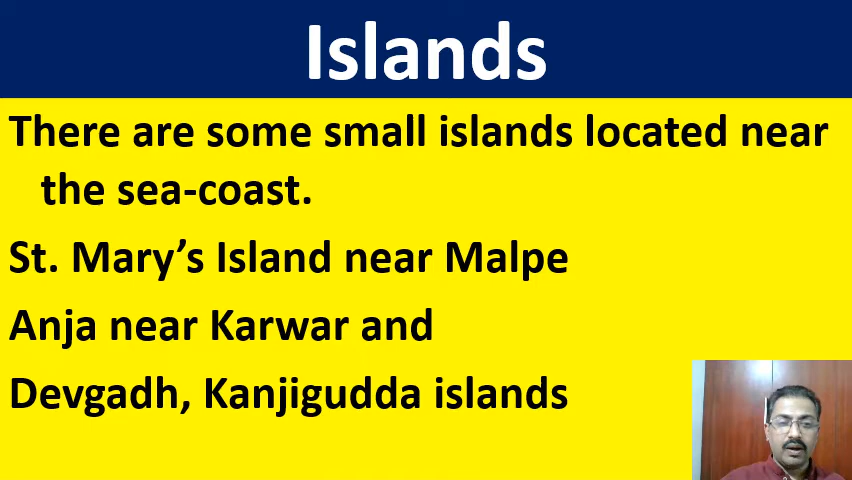 Islands
There are some small islands located near
the sea-coast.
St. Mary’s Island near Malpe
Anja near Karwar and
Devgadh, Kanjigudda islands